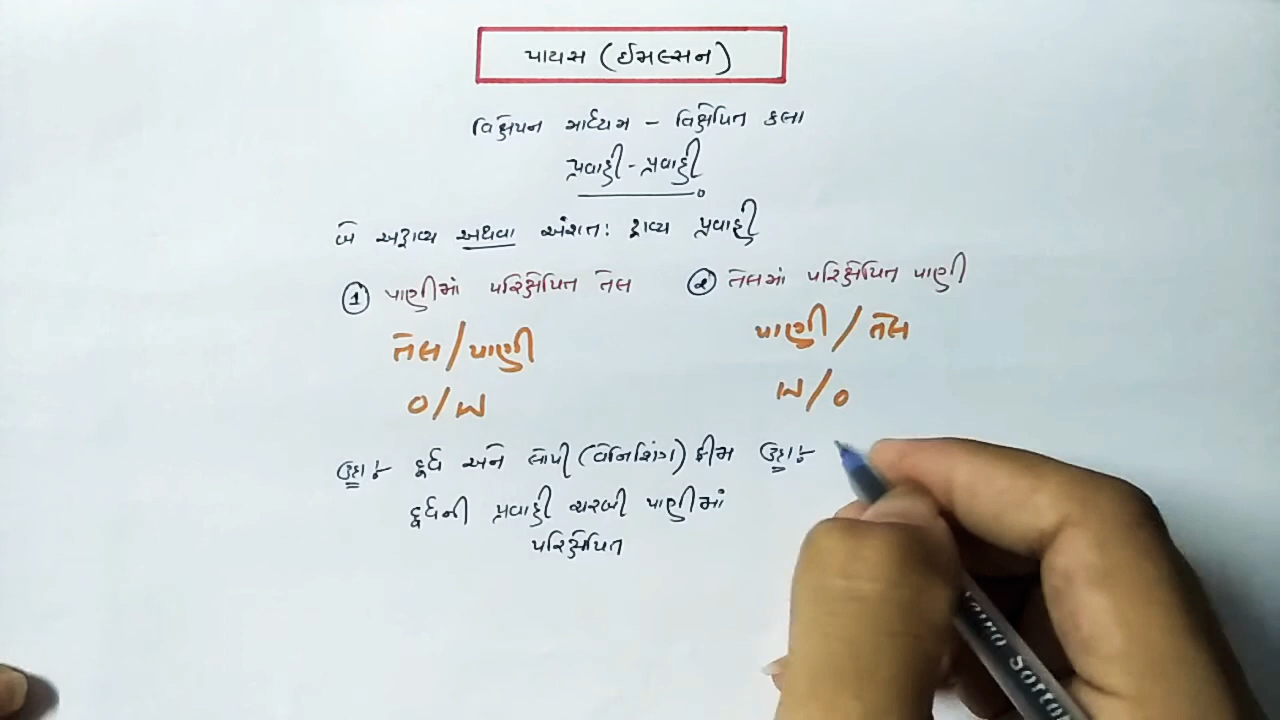 પાયસ (ઈમલ્સન)
વિક્ષેપન માધ્યમ - વિક્ષેપિત કલા
પ્રવાહી - પ્રવાહી
બે અદ્રાવ્ય અથવા અંશતઃ દ્રાવ્ય પ્રવાહી
① પાણીમાં પરિક્ષેપિત તેલ
તેલ/પાણી
O/W
ઉદા:- દૂધ અને લોપી (વેનિશિંગ) ક્રીમ
દૂધની પ્રવાહી ચરબી પાણીમાં
પરિક્ષેપિત
② તેલમાં પરિક્ષેપિત પાણી
પાણી/તેલ
W/O
ઉદા:-